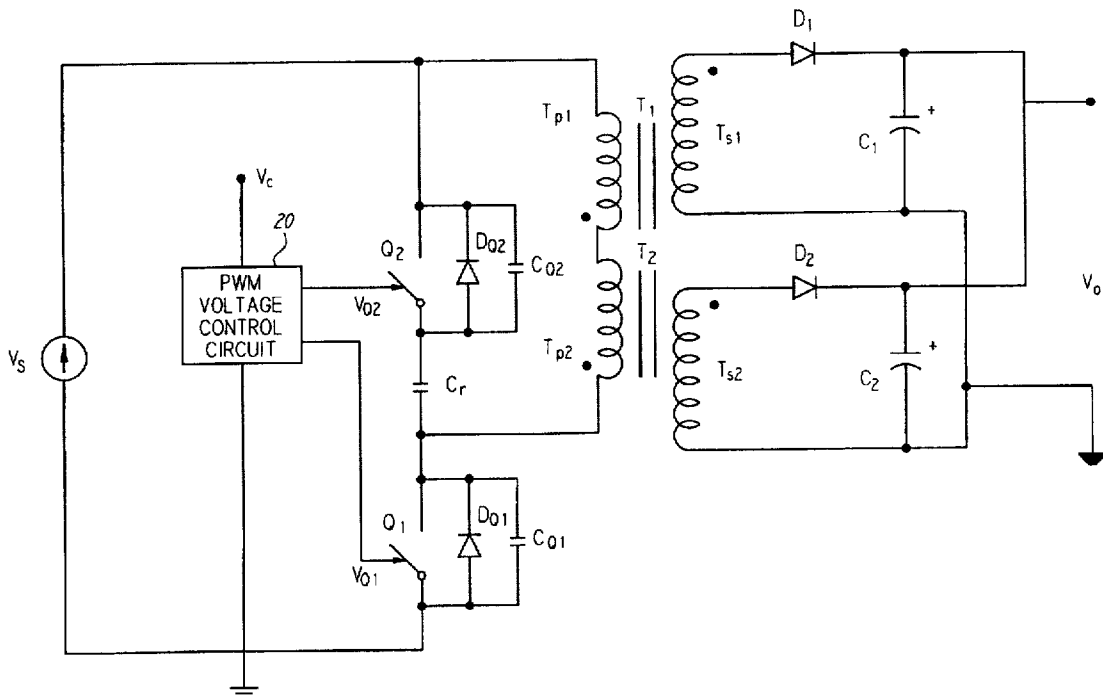 D1
Tp1
T1
Ts1
C1
+
Vc
20
Q2
DQ2
CQ2
T2
D2
PWM
VOLTAGE
CONTROL
CIRCUIT
VQ2
Vo
VS
Tp2
Ts2
C2
+
Cr
Q1
DQ1
CQ1
VQ1